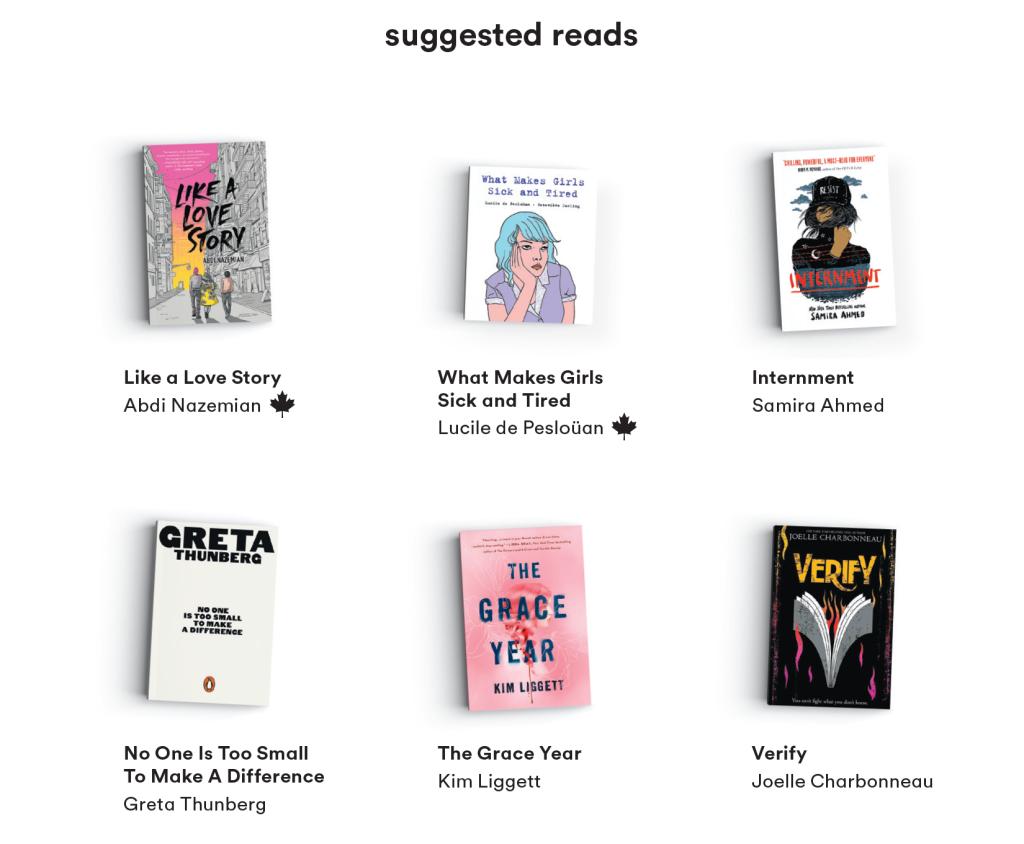 suggested reads
LIKE A
LOVE
STORY
ABDI NAZEMIAN
What Makes Girls
Sick and Tired
Lucile de Pesloüan • Geneviève Darling
"CHILLING, POWERFUL, A MUST-READ FOR EVERYONE"
RESIST
INTERNMENT
SAMIRA AHMED
Like a Love Story
Abdi Nazemian
What Makes Girls
Sick and Tired
Lucile de Pesloüan
Internment
Samira Ahmed
GRETA
THUNBERG
NO ONE
IS TOO SMALL
TO MAKE
A DIFFERENCE
THE
GRACE
YEAR
KIM LIGGETT
JOELLE CHARBONNEAU
VERIFY
You can't fight what you don't know.
No One Is Too Small
To Make A Difference
Greta Thunberg
The Grace Year
Kim Liggett
Verify
Joelle Charbonneau